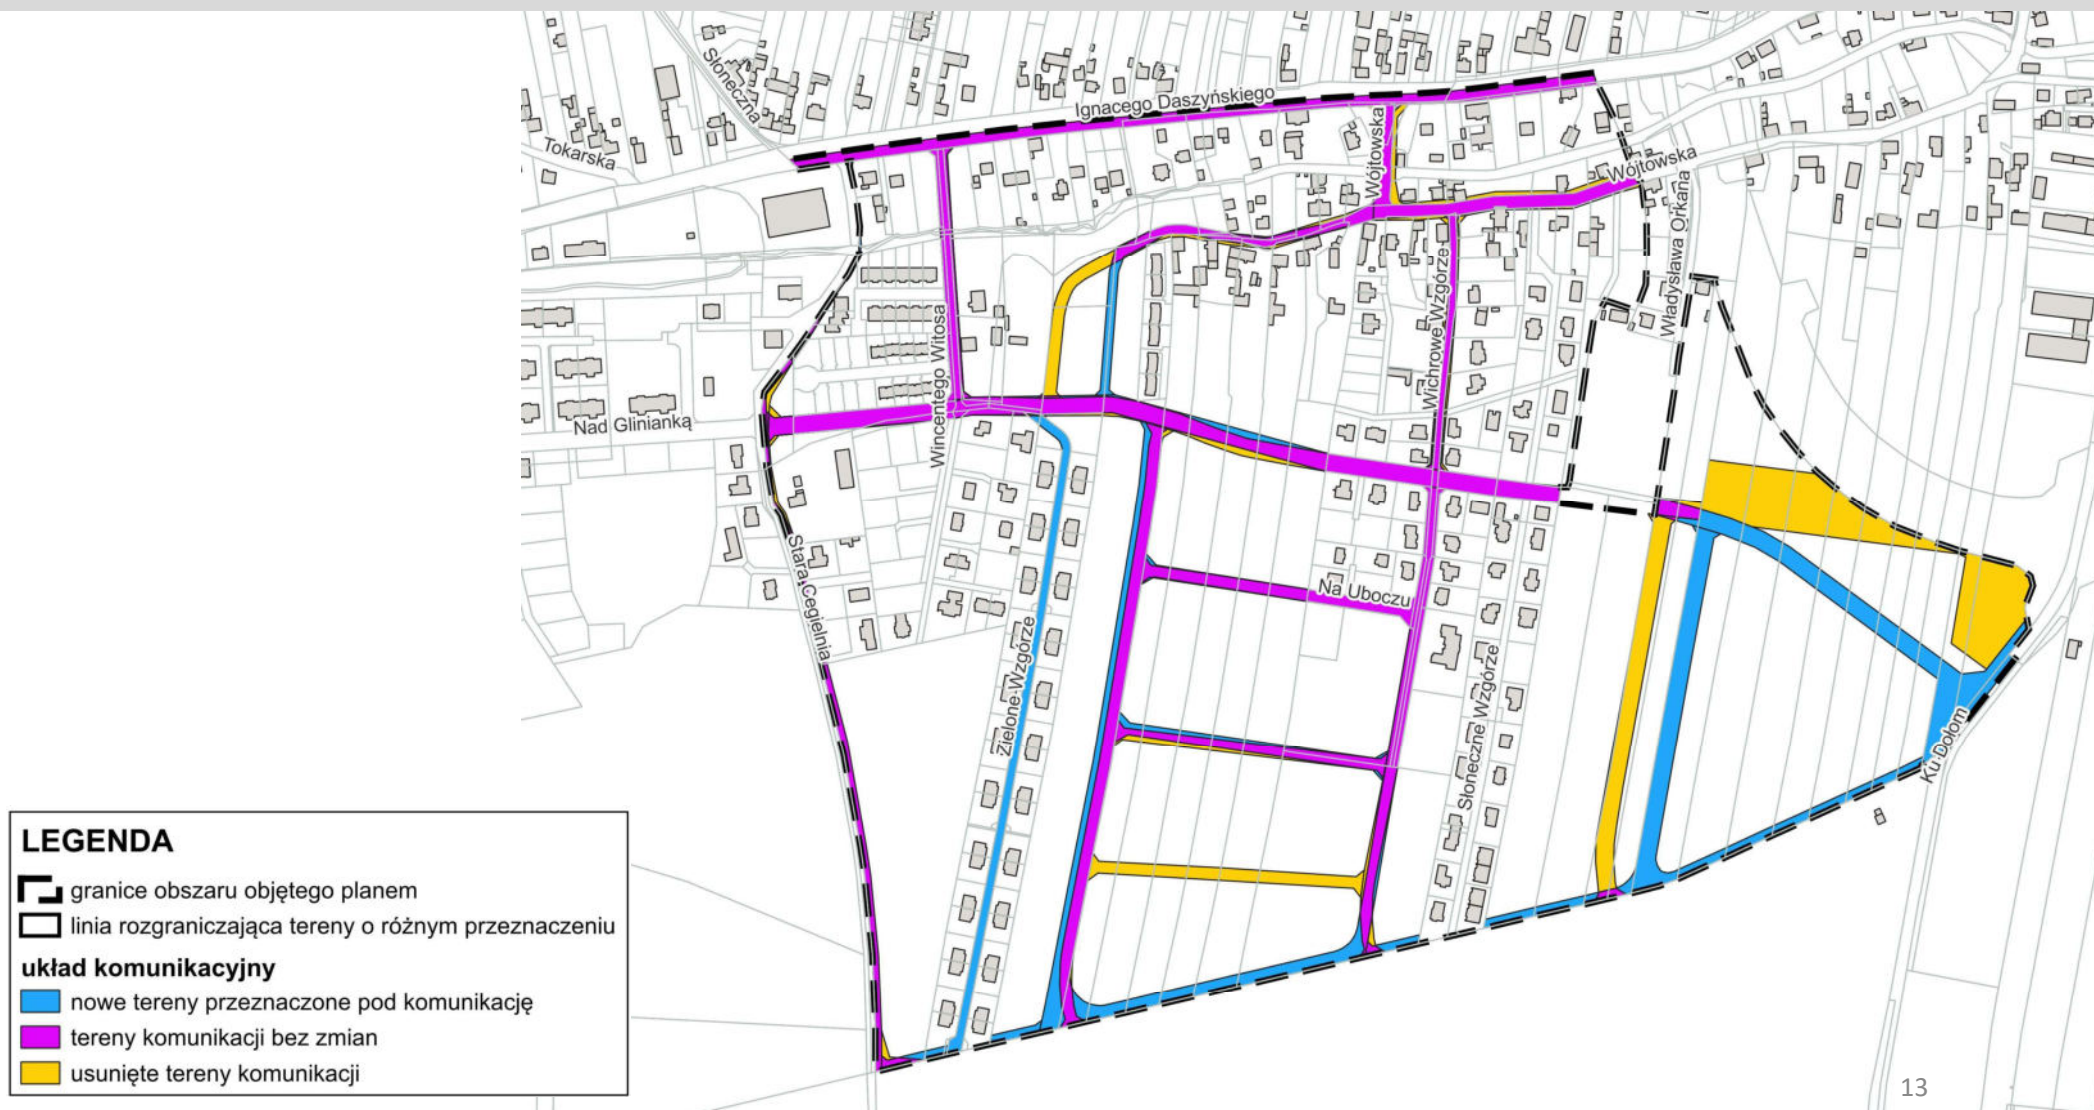 Słoneczna
Ignacego Daszyńskiego
Tokarska
Wójtowska
Wójtowska
Władysława Orkana
Wincentego Witosa
Wichrowe Wzgórze
Nad Glinianką
Stara Cegielnia
Na Uboczu
Zielone Wzgórze
Słoneczne Wzgórze
Ku Dołom
LEGENDA
granice obszaru objętego planem
linia rozgraniczająca tereny o różnym przeznaczeniu
układ komunikacyjny
nowe tereny przeznaczone pod komunikację
tereny komunikacji bez zmian
usunięte tereny komunikacji
13